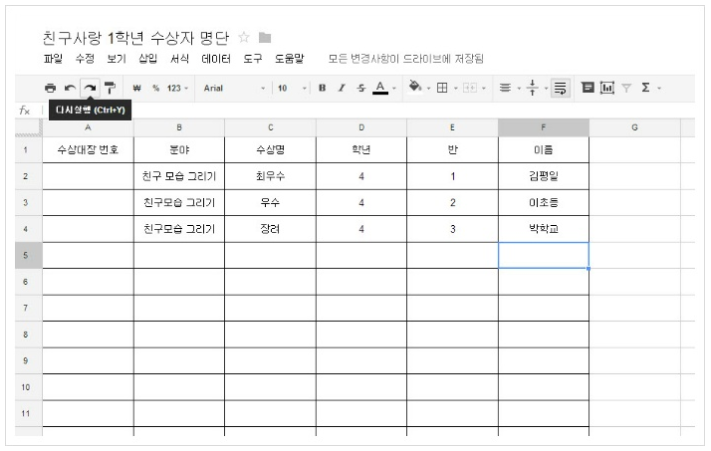 친구사랑 1학년 수상자 명단
파일 수정 보기 삽입 서식 데이터 도구 도움말 모든 변경사항이 드라이브에 저장됨
₩ % 123 Arial 10 B I S A Σ
fx 다시실행 (Ctrl+Y)
A B C D E F G
1 수상대장 번호 분야 수상명 학년 반 이름
2 친구 모습 그리기 최우수 4 1 김평일
3 친구모습 그리기 우수 4 2 이초등
4 친구모습 그리기 장려 4 3 박학교
5
6
7
8
9
10
11